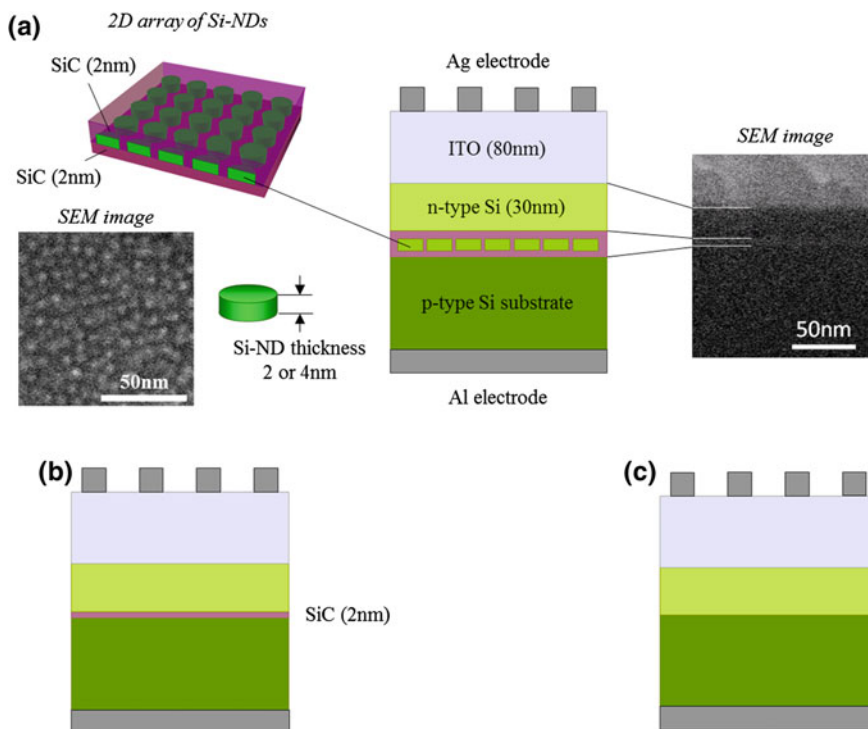 (a)
2D array of Si-NDs
SiC (2nm)
SiC (2nm)
SEM image
50nm
Si-ND thickness
2 or 4nm
Ag electrode
ITO (80nm)
n-type Si (30nm)
p-type Si substrate
Al electrode
SEM image
50nm
(b)
SiC (2nm)
(c)